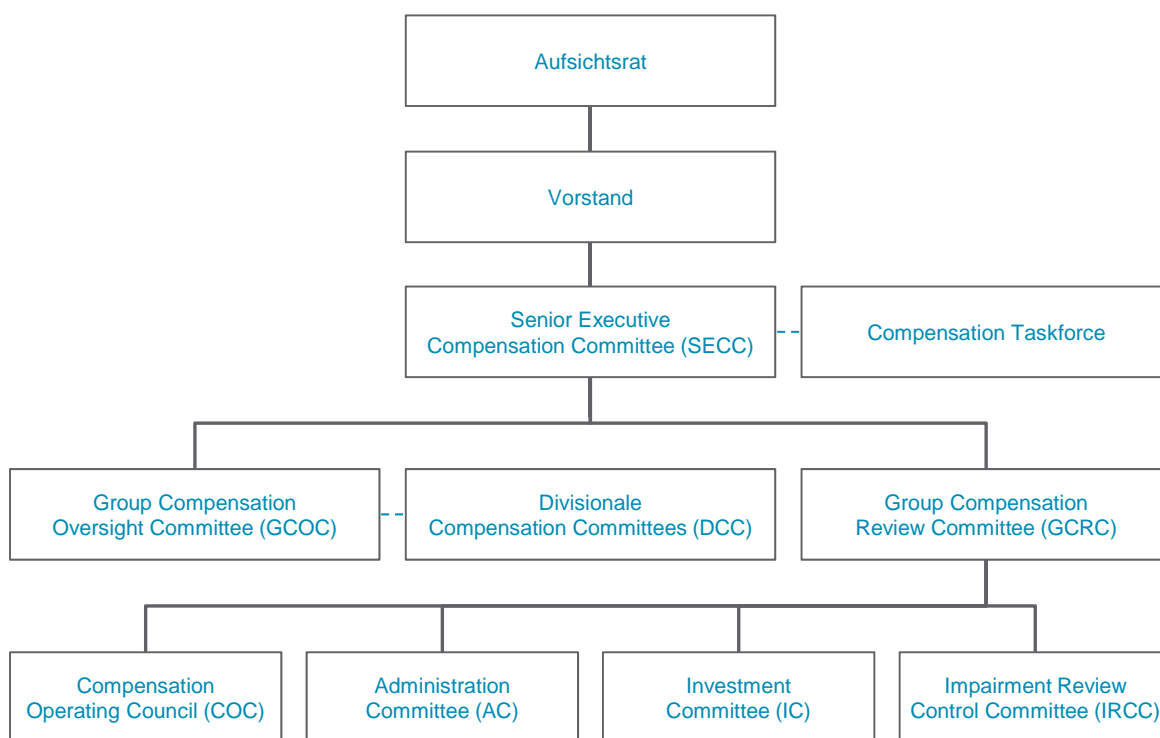 Aufsichtsrat
Vorstand
Senior Executive
Compensation Committee (SECC)
Compensation Taskforce
Group Compensation
Oversight Committee (GCOC)
Divisionale
Compensation Committees (DCC)
Group Compensation
Review Committee (GCRC)
Compensation
Operating Council (COC)
Administration
Committee (AC)
Investment
Committee (IC)
Impairment Review
Control Committee (IRCC)